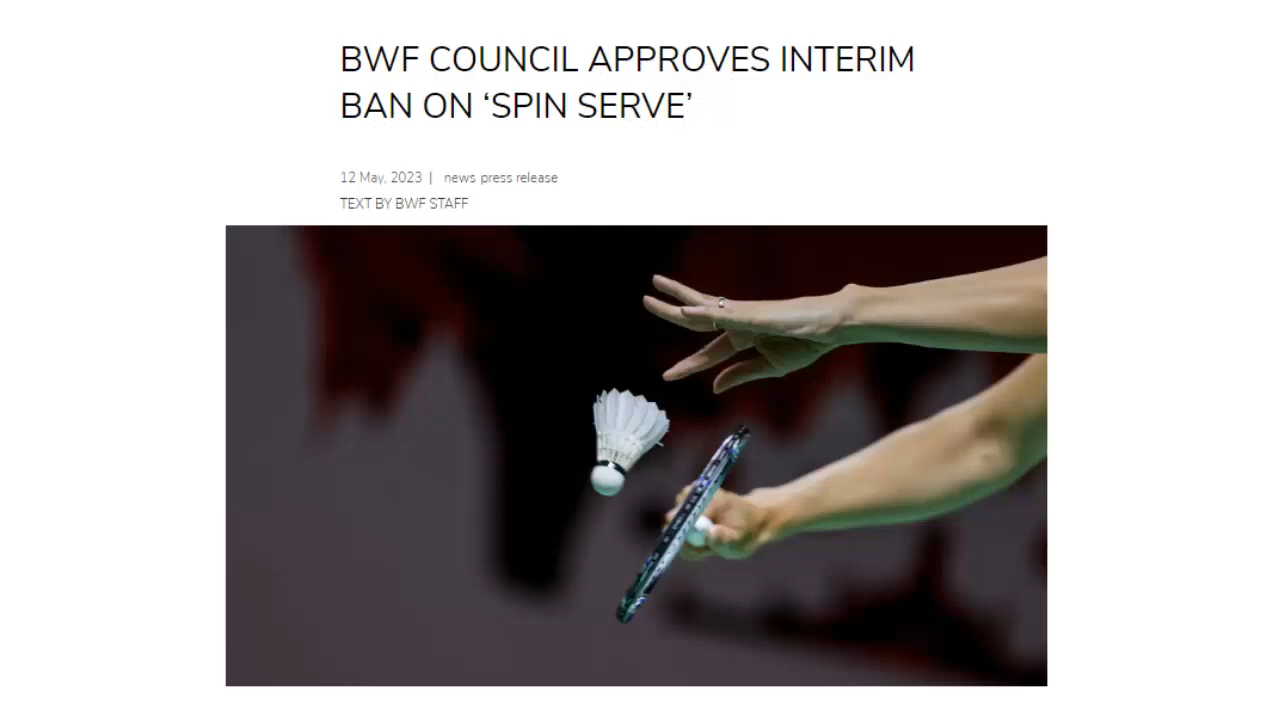 BWF COUNCIL APPROVES INTERIM
BAN ON ‘SPIN SERVE’
12 May, 2023 | news press release
TEXT BY BWF STAFF